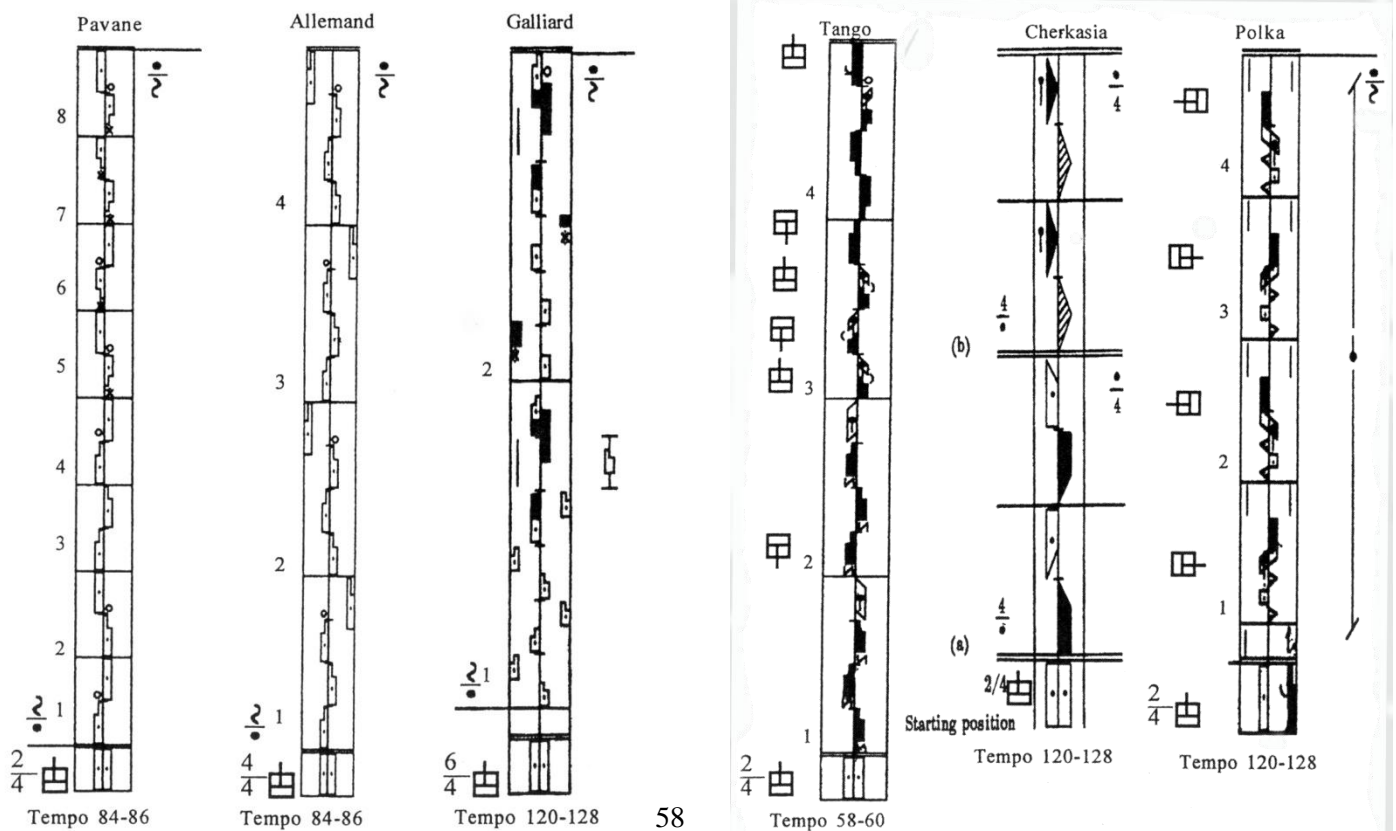 Pavane
8
7
6
5
4
3
2
1
2/4
Tempo 84-86
Allemand
4
3
2
1
4/4
Tempo 84-86
Galliard
2
1
6/4
Tempo 120-128
58
Tango
4
3
2
1
2/4
Tempo 58-60
Cherkasia
4
4
(b)
4
4
(a)
2/4
Starting position
Tempo 120-128
Polka
4
3
2
1
2/4
Tempo 120-128